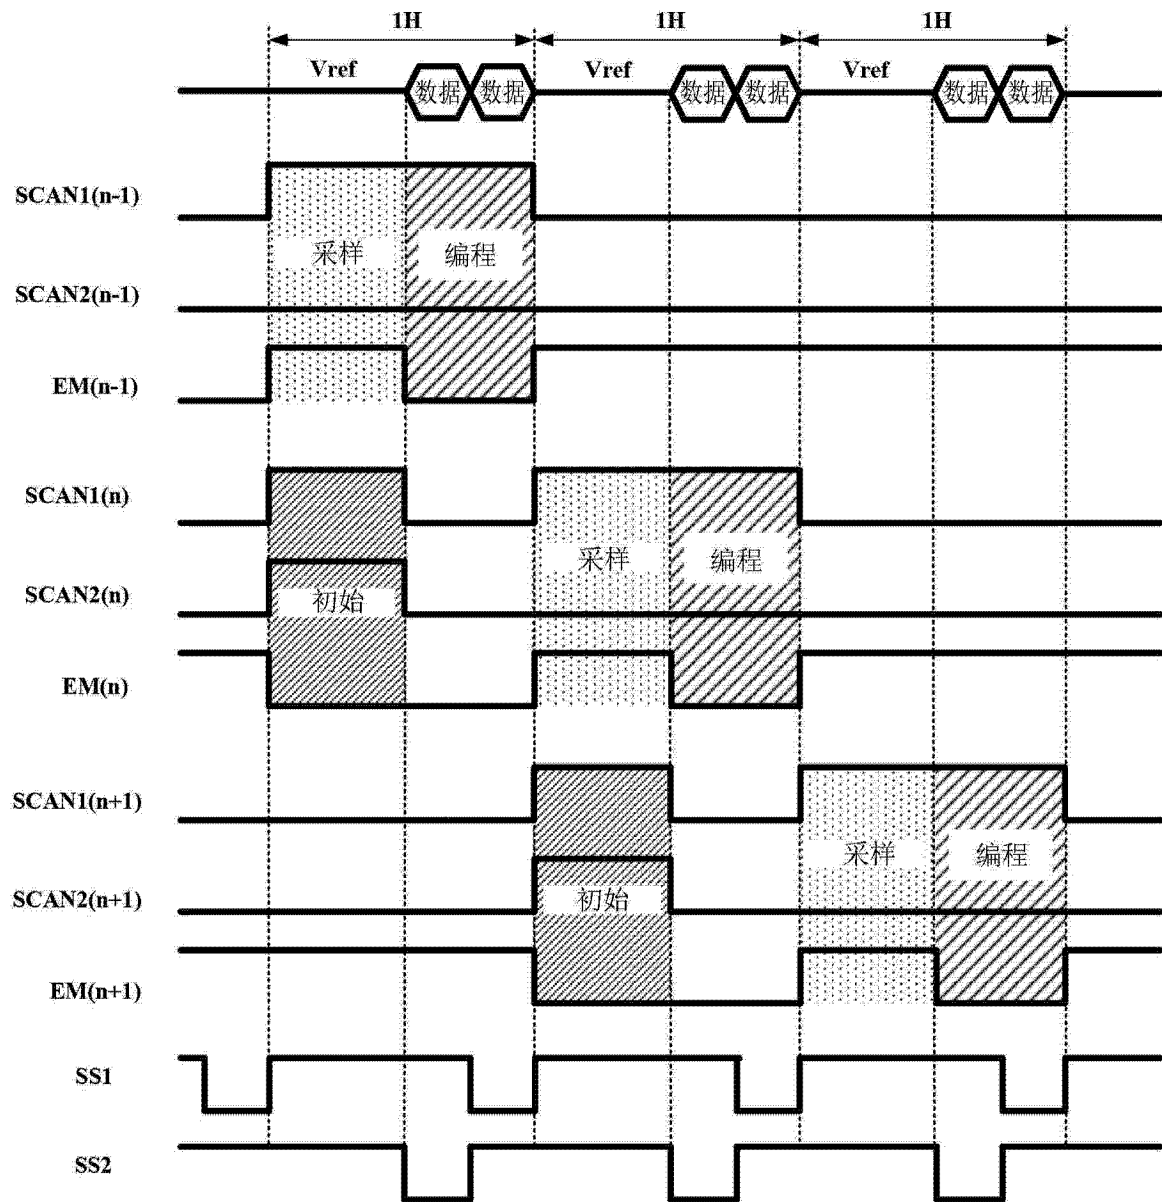 1H 1H 1H
Vref 数据 数据 Vref 数据 数据 Vref 数据 数据
SCAN1(n-1)
采样 编程
SCAN2(n-1)
EM(n-1)
SCAN1(n)
采样 编程
SCAN2(n) 初始
EM(n)
SCAN1(n+1)
采样 编程
SCAN2(n+1) 初始
EM(n+1)
SS1
SS2